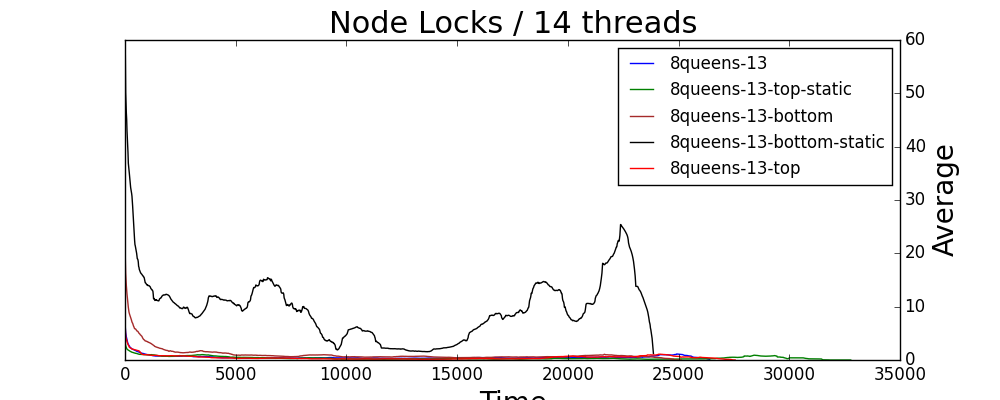 Node Locks / 14 threads
8queens-13
8queens-13-top-static
8queens-13-bottom
8queens-13-bottom-static
8queens-13-top
60
50
40
30
20
10
0
Average
0 5000 10000 15000 20000 25000 30000 35000
Time